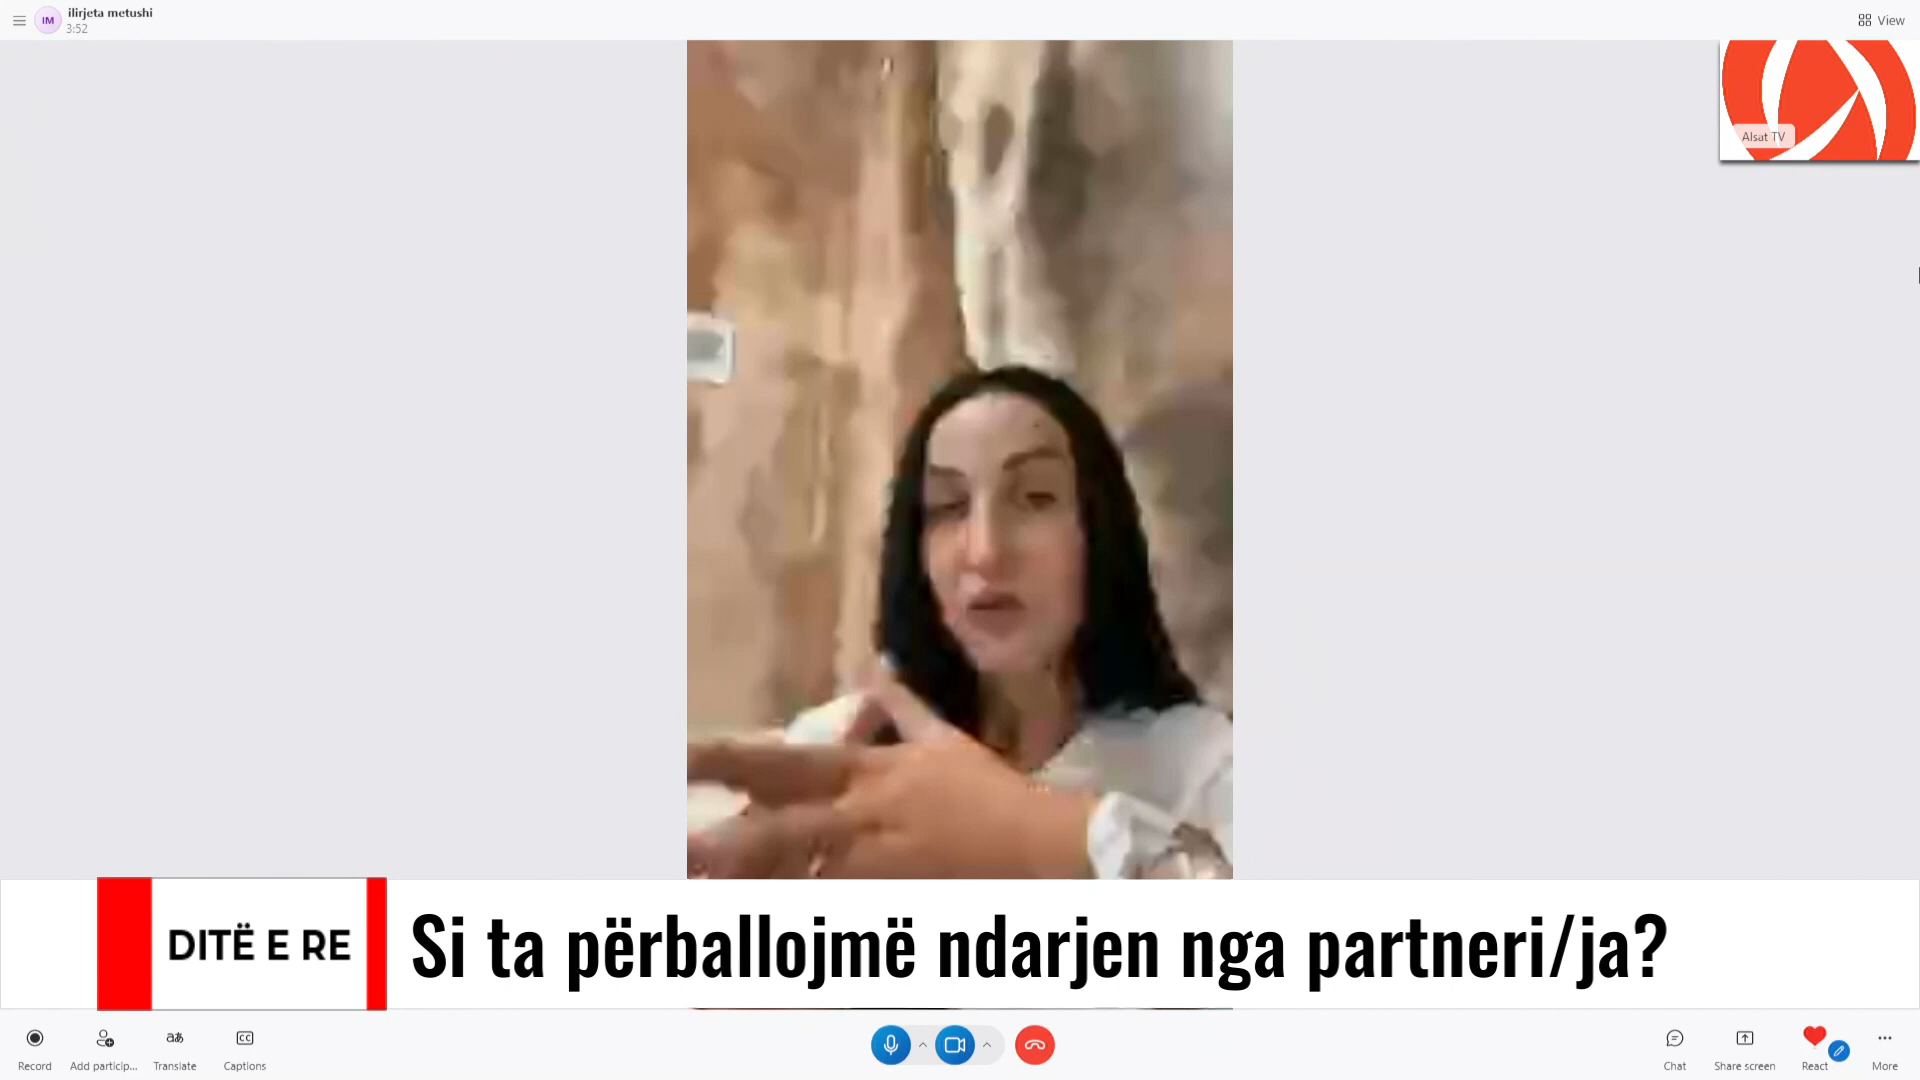 IM
ilirjeta metushi
3:52
View
Alsat TV
DITË E RE
Si ta përballojmë ndarjen nga partneri/ja?
Record
Add particip...
Translate
Captions
Chat
Share screen
React
More